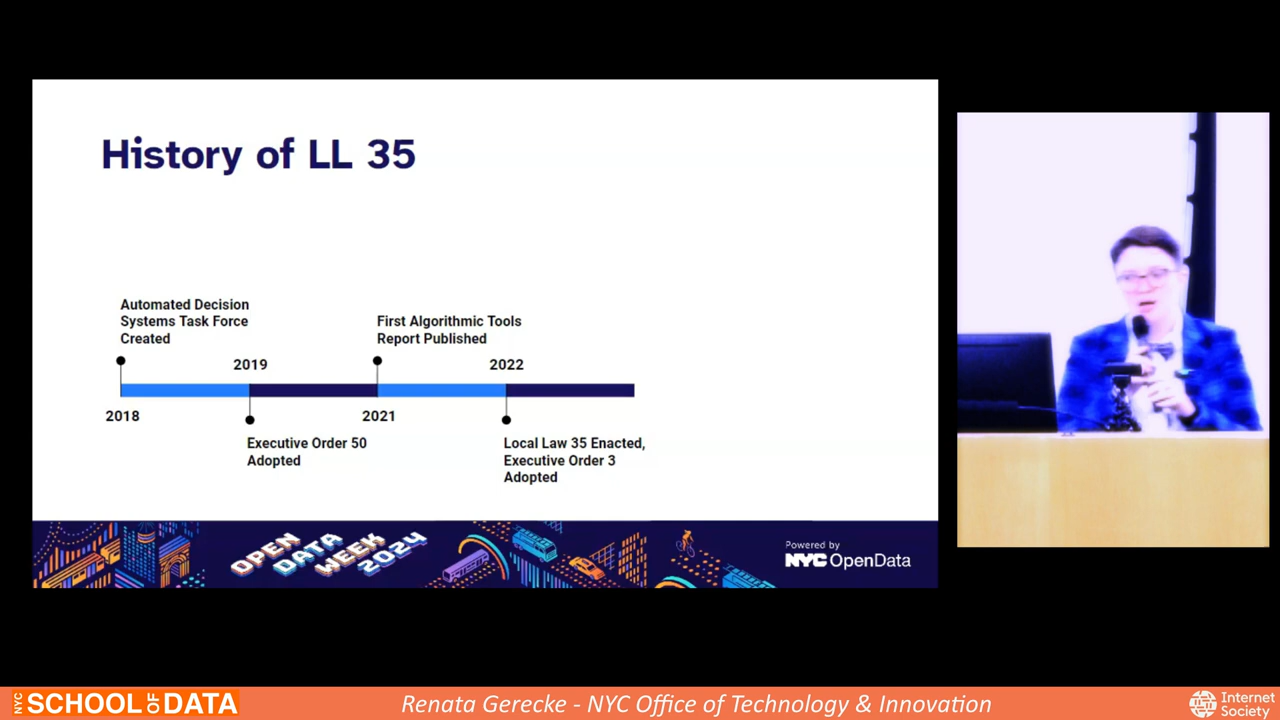 History of LL 35
Automated Decision
Systems Task Force
Created
First Algorithmic Tools
Report Published
2019
2022
2018
2021
Executive Order 50
Adopted
Local Law 35 Enacted,
Executive Order 3
Adopted
OPEN
DATA
WEEK
2024
Powered by
NYC OpenData
NYC SCHOOL OF DATA
Renata Gerecke - NYC Office of Technology & Innovation
Internet
Society